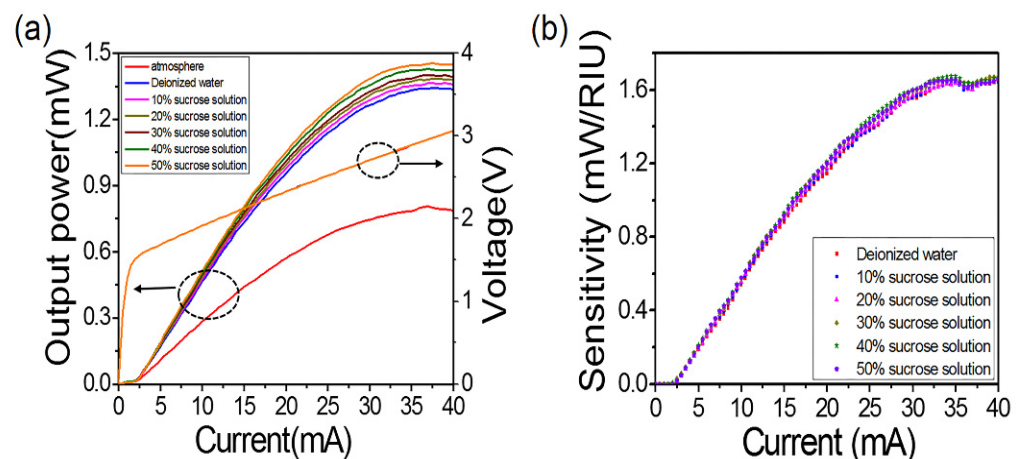 (a)
Output power(mW)
1.5
1.2
0.9
0.6
0.3
0.0
atmosphere
Deionized water
10% sucrose solution
20% sucrose solution
30% sucrose solution
40% sucrose solution
50% sucrose solution
4
3
2
1
0
Voltage(V)
0 5 10 15 20 25 30 35 40
Current(mA)
(b)
Sensitivity (mW/RIU)
1.6
1.2
0.8
0.4
0.0
Deionized water
10% sucrose solution
20% sucrose solution
30% sucrose solution
40% sucrose solution
50% sucrose solution
0 5 10 15 20 25 30 35 40
Current (mA)